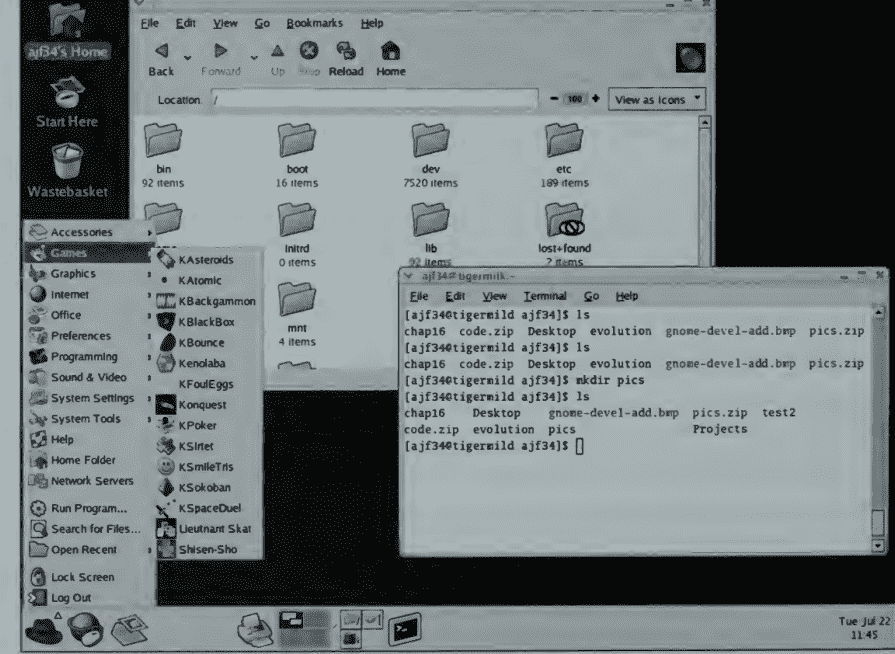 File Edit View Go Bookmarks Help
Back Forward Up Stop Reload Home
Location: / 100 View as Icons
ajf34's Home
Start Here
Wastebasket
bin
92 items
boot
16 items
dev
7520 items
etc
189 items
initrd
0 items
lib
92 items
lost+found
? items
mnt
4 items
Accessories
Games
Graphics
Internet
Office
Preferences
Programming
Sound & Video
System Settings
System Tools
Help
Home Folder
Network Servers
Run Program...
Search for Files...
Open Recent
Lock Screen
Log Out
KAsteroids
KAtomic
KBackgammon
KBlackBox
KBounce
Kenolaba
KFoulEggs
Konquest
KPoker
KSirtet
KSmileTris
KSokoban
KSpaceDuel
Lieutnant Skat
Shisen-Sho
ajf34@tigermilk:~
File Edit View Terminal Go Help
[ajf34@tigermild ajf34]$ ls
chap16 code.zip Desktop evolution gnome-devel-add.bmp pics.zip
[ajf34@tigermild ajf34]$ ls
chap16 code.zip Desktop evolution gnome-devel-add.bmp pics.zip
[ajf34@tigermild ajf34]$ mkdir pics
[ajf34@tigermild ajf34]$ ls
chap16 Desktop gnome-devel-add.bmp pics.zip test2
code.zip evolution pics Projects
[ajf34@tigermild ajf34]$
Tue Jul 22
11:45